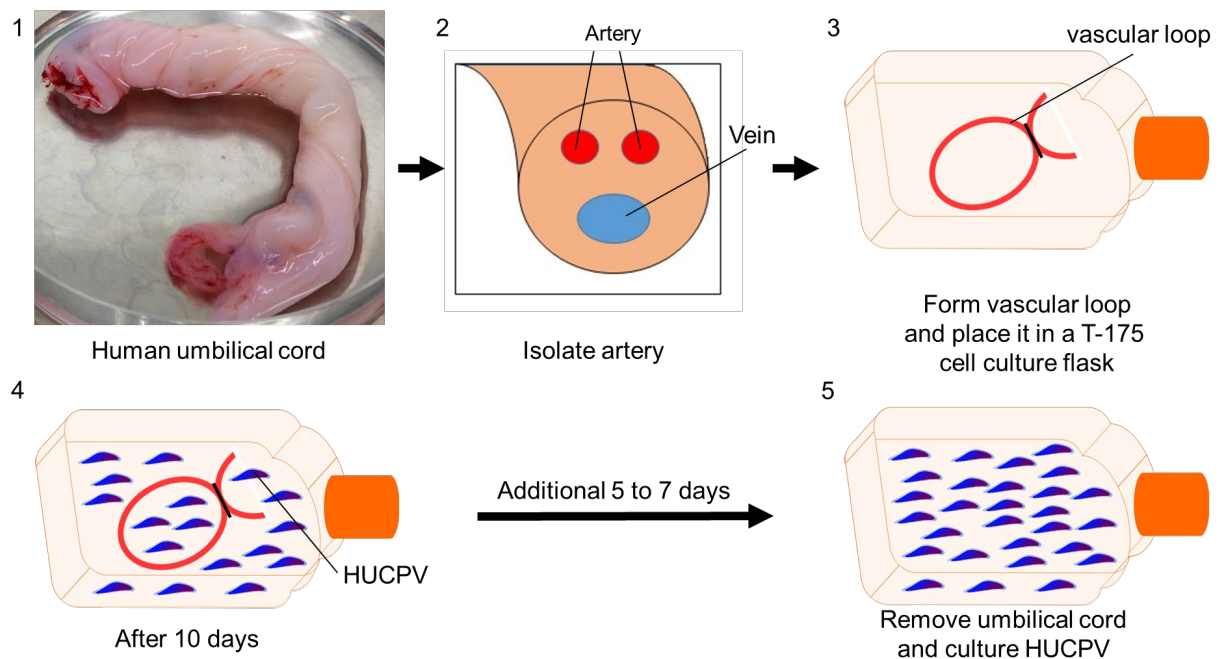 1
Human umbilical cord
2
Artery
Vein
Isolate artery
3
vascular loop
Form vascular loop
and place it in a T-175
cell culture flask
4
HUCPV
After 10 days
Additional 5 to 7 days
5
Remove umbilical cord
and culture HUCPV